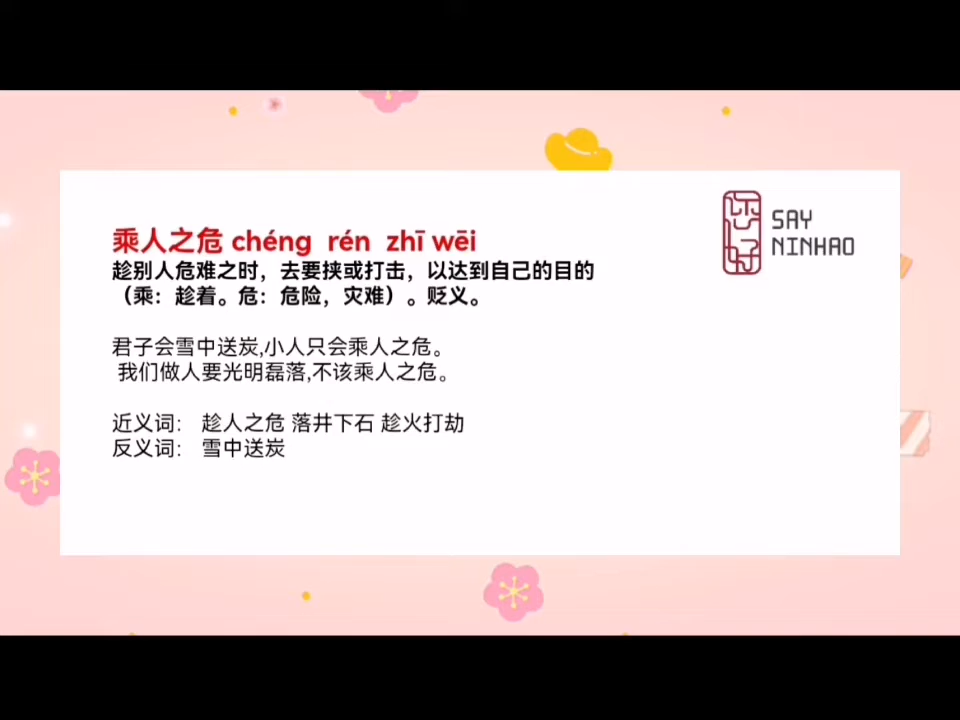 乘人之危 chéng rén zhī wēi
趁别人危难之时，去要挟或打击，以达到自己的目的
（乘：趁着。危：危险，灾难）。贬义。
君子会雪中送炭,小人只会乘人之危。
我们做人要光明磊落,不该乘人之危。
近义词： 趁人之危 落井下石 趁火打劫
反义词： 雪中送炭
您好
SAY
NINHAO